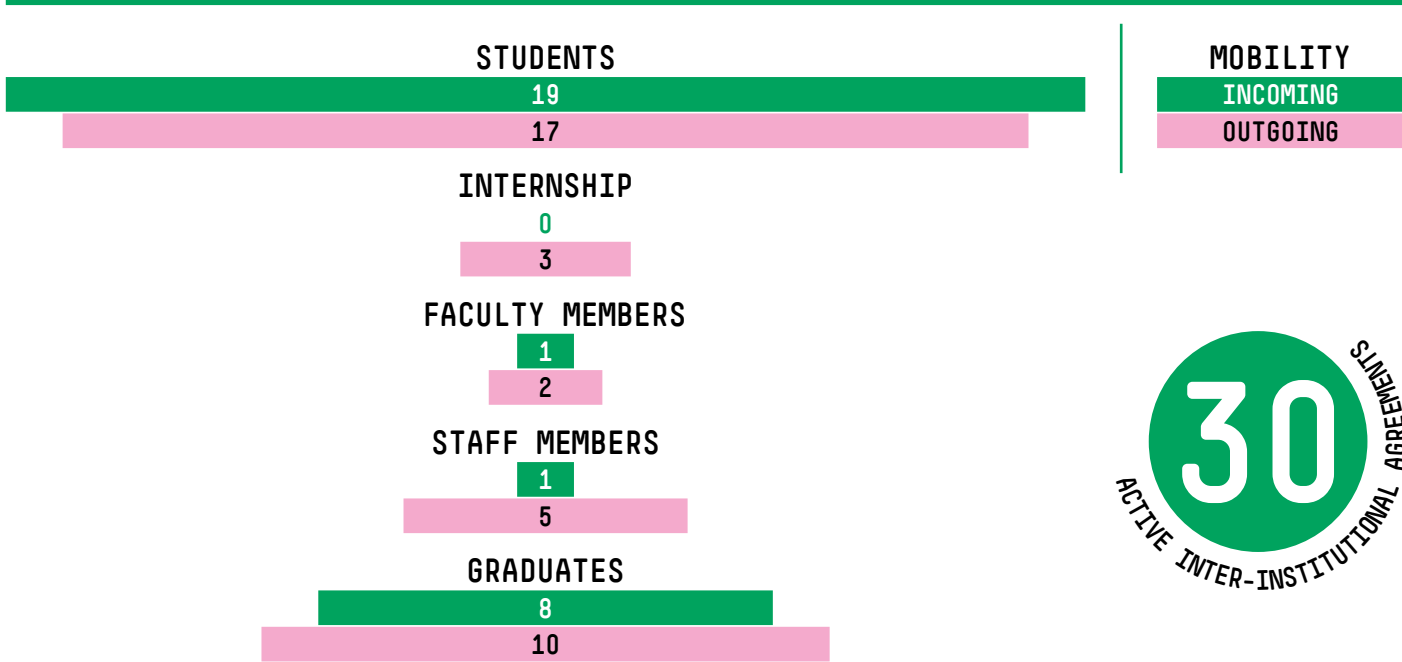 STUDENTS
19
17
INTERNSHIP
0
3
FACULTY MEMBERS
1
2
STAFF MEMBERS
1
5
GRADUATES
8
10
MOBILITY
INCOMING
OUTGOING
30
ACTIVE INTER-INSTITUTIONAL AGREEMENTS